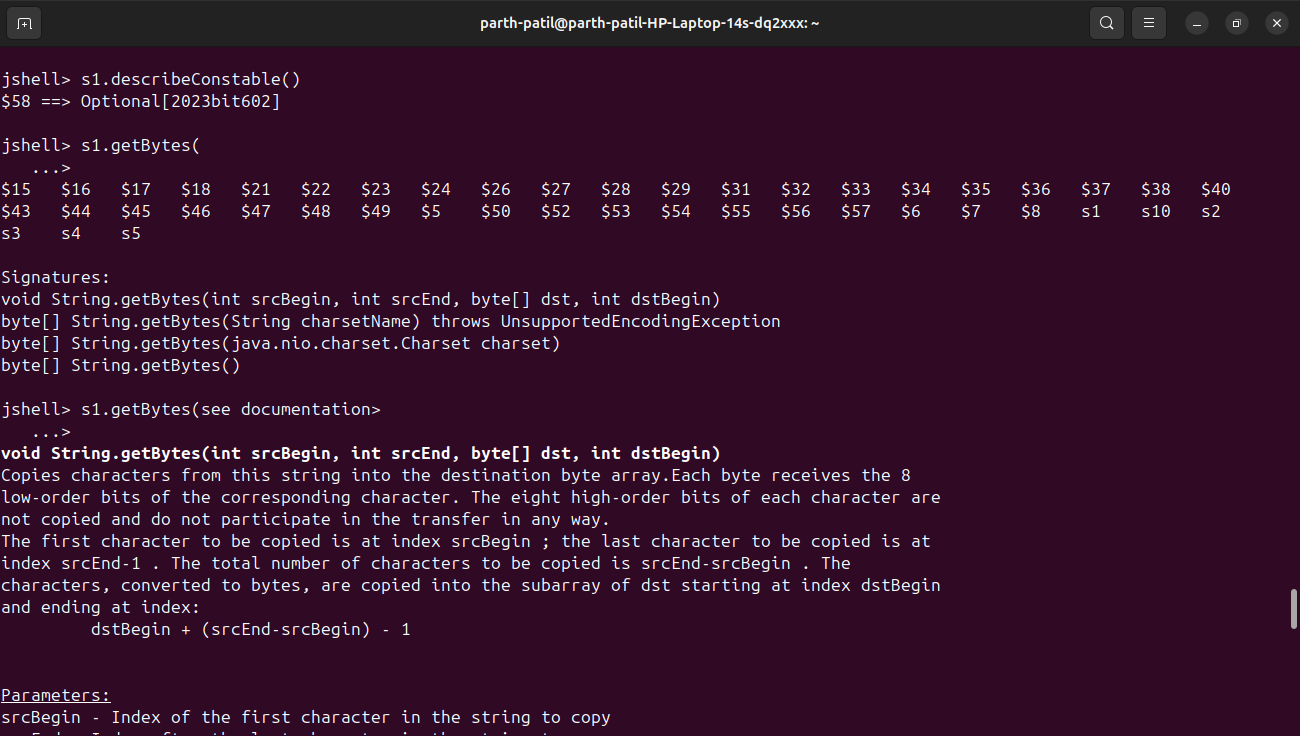 parth-patil@parth-patil-HP-Laptop-14s-dq2xxx: ~
jshell> s1.describeConstable()
$58 ==> Optional[2023bit602]
jshell> s1.getBytes(
...>
$15 $16 $17 $18 $21 $22 $23 $24 $26 $27 $28 $29 $31 $32 $33 $34 $35 $36 $37 $38 $40
$43 $44 $45 $46 $47 $48 $49 $5 $50 $52 $53 $54 $55 $56 $57 $6 $7 $8 s1 s10 s2
s3 s4 s5
Signatures:
void String.getBytes(int srcBegin, int srcEnd, byte[] dst, int dstBegin)
byte[] String.getBytes(String charsetName) throws UnsupportedEncodingException
byte[] String.getBytes(java.nio.charset.Charset charset)
byte[] String.getBytes()
jshell> s1.getBytes(see documentation>
...>
void String.getBytes(int srcBegin, int srcEnd, byte[] dst, int dstBegin)
Copies characters from this string into the destination byte array.Each byte receives the 8
low-order bits of the corresponding character. The eight high-order bits of each character are
not copied and do not participate in the transfer in any way.
The first character to be copied is at index srcBegin ; the last character to be copied is at
index srcEnd-1 . The total number of characters to be copied is srcEnd-srcBegin . The
characters, converted to bytes, are copied into the subarray of dst starting at index dstBegin
and ending at index:
dstBegin + (srcEnd-srcBegin) - 1
Parameters:
srcBegin - Index of the first character in the string to copy